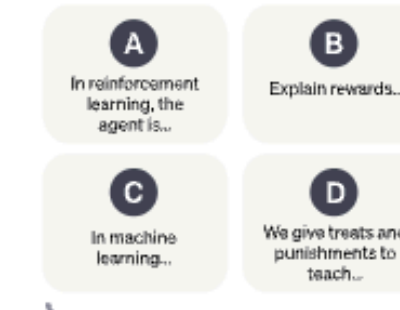 A
In reinforcement
learning, the
agent is...
B
Explain rewards...
C
In machine
learning...
D
We give treats and
punishments to
teach...